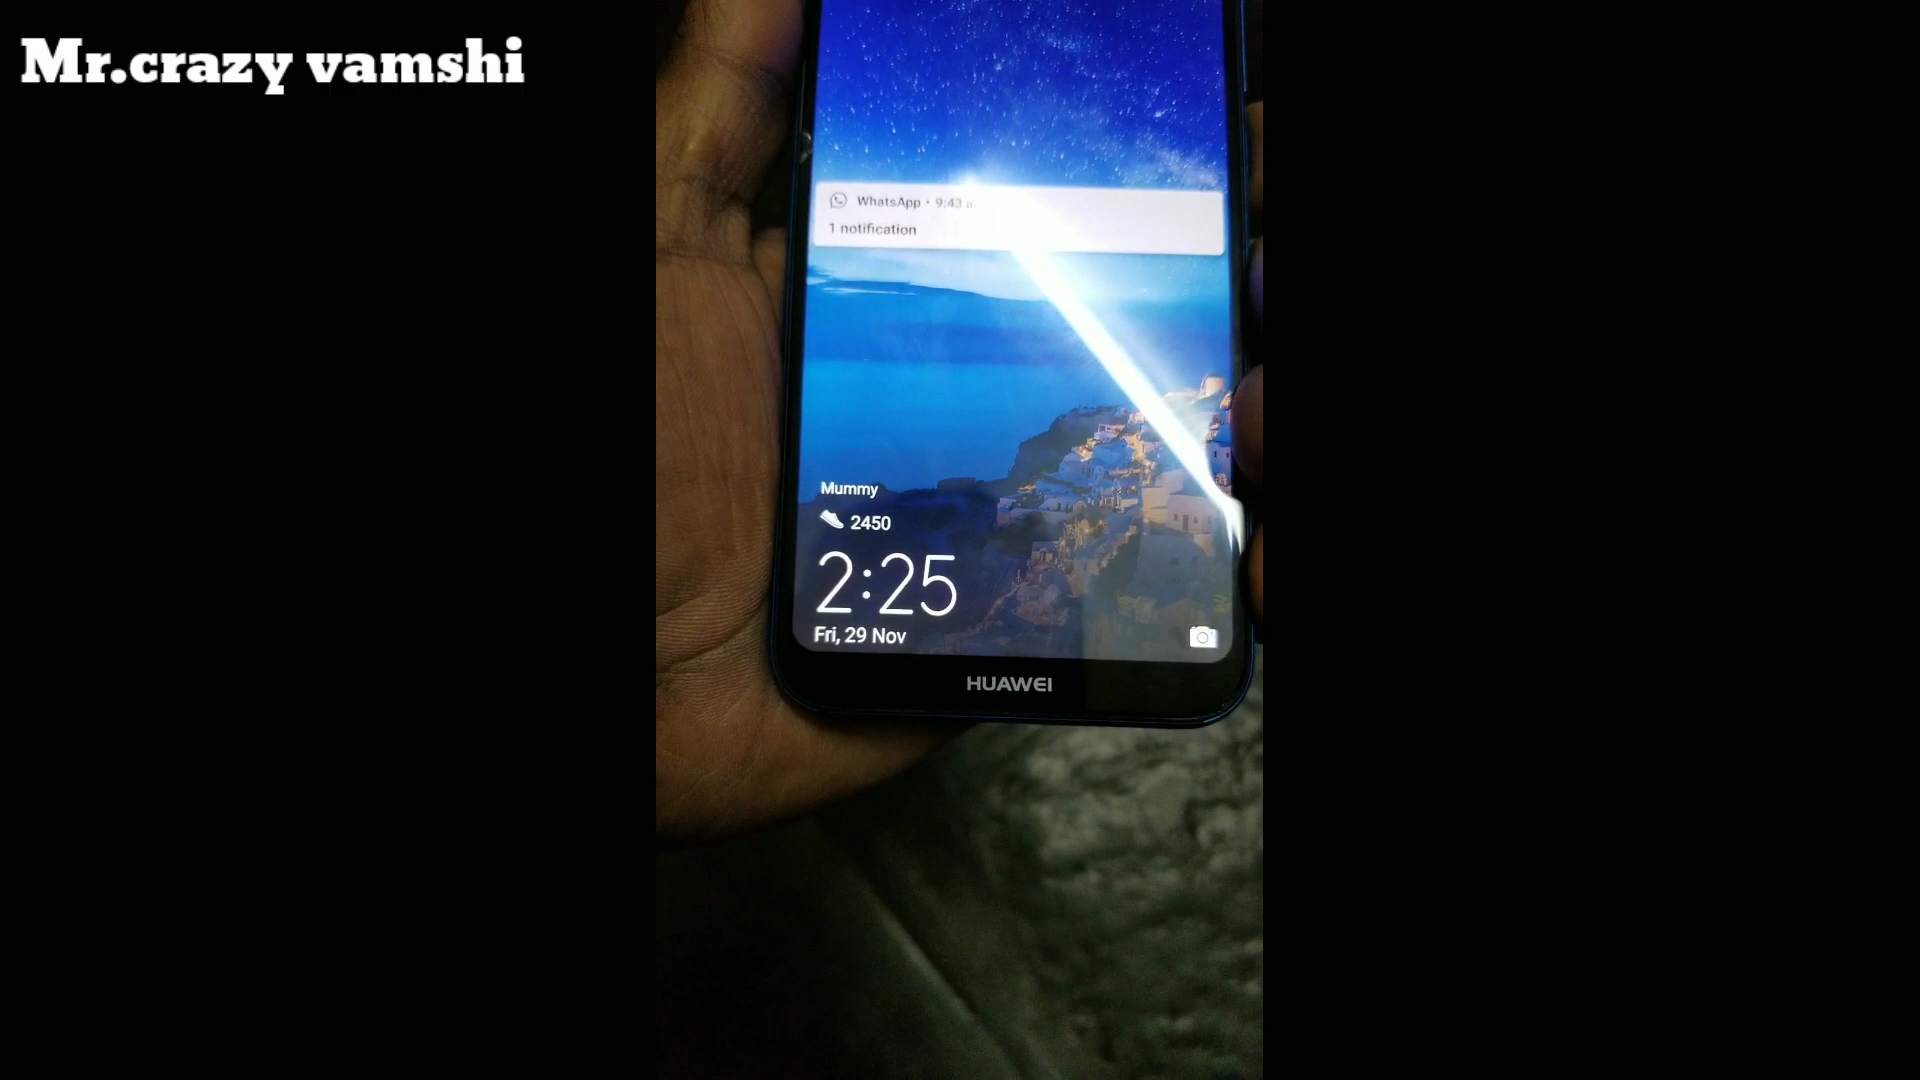 Mr.crazy vamshi
WhatsApp • 9:43 a
1 notification
Mummy
2450
2:25
Fri, 29 Nov
HUAWEI